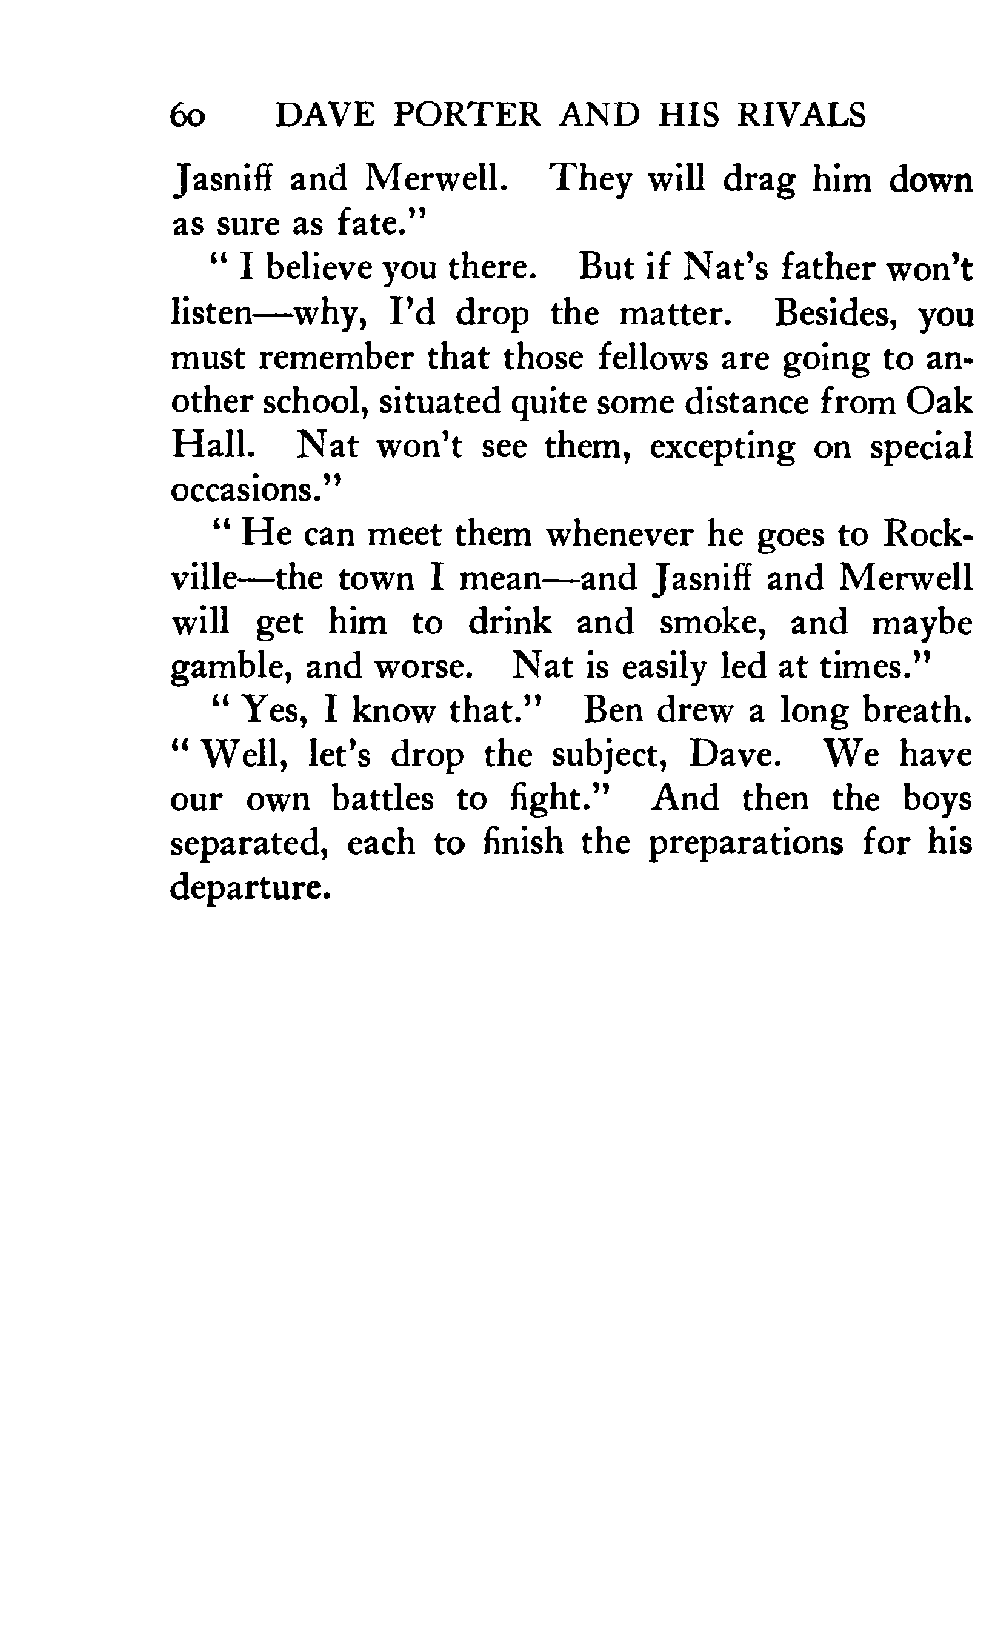 60 DAVE PORTER AND HIS RIVALS
Jasniff and Merwell. They will drag him down
as sure as fate."
" I believe you there. But if Nat's father won't
listen—why, I'd drop the matter. Besides, you
must remember that those fellows are going to an-
other school, situated quite some distance from Oak
Hall. Nat won't see them, excepting on special
occasions."
" He can meet them whenever he goes to Rock-
ville—the town I mean—and Jasniff and Merwell
will get him to drink and smoke, and maybe
gamble, and worse. Nat is easily led at times."
" Yes, I know that." Ben drew a long breath.
" Well, let's drop the subject, Dave. We have
our own battles to fight." And then the boys
separated, each to finish the preparations for his
departure.